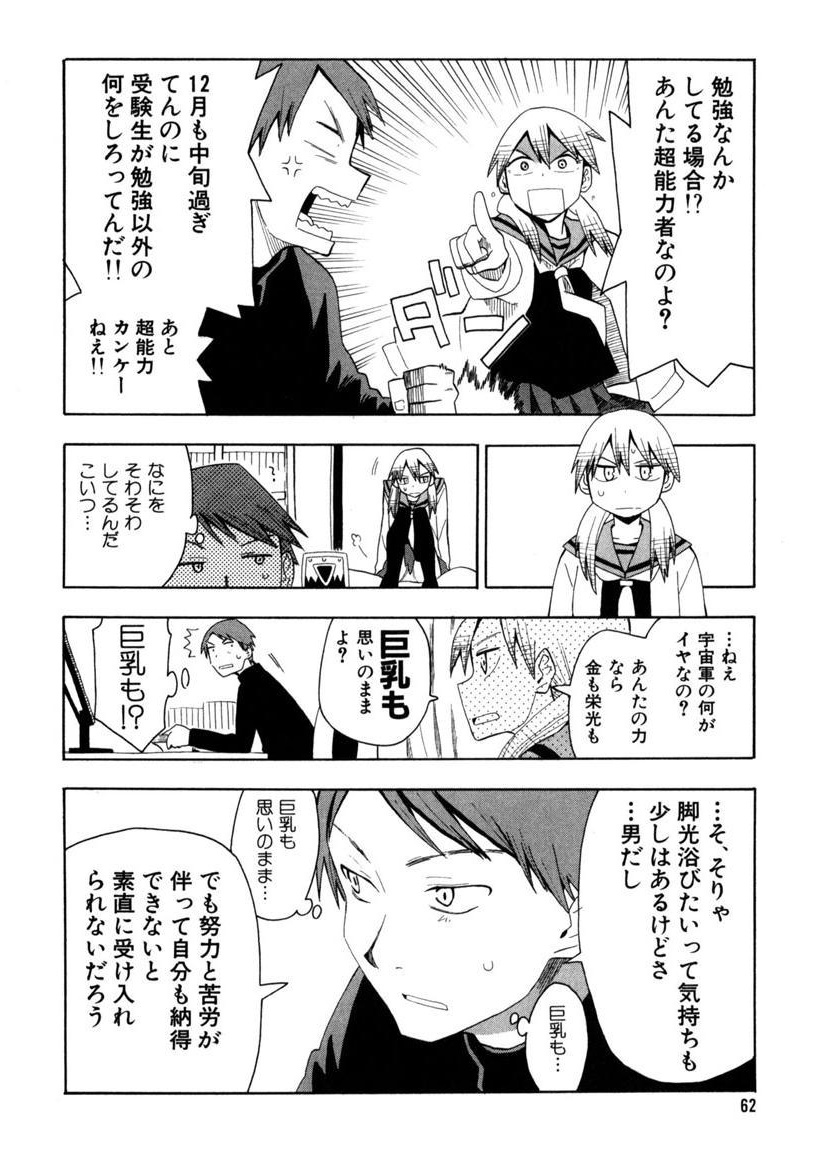 勉強なんか
してる場合!?
あんた超能力者なのよ?
ダン
12月も中旬過ぎ
てんのに
受験生が勉強以外の
何をしろってんだ!!
あと
超能力
カンケー
ねぇ!!
なにを
そわそわ
してるんだ
こいつ…
…ねえ
宇宙軍の何が
イヤなの?
あんたの力
なら
金も栄光も
巨乳も
思いのまま
よ?
巨乳も!?
…そ、そりゃ
脚光浴びたいって気持ちも
少しはあるけどさ
…男だし
巨乳も…
巨乳も
思いのまま…
でも努力と苦労が
伴って自分も納得
できないと
素直に受け入れ
られないだろう
62